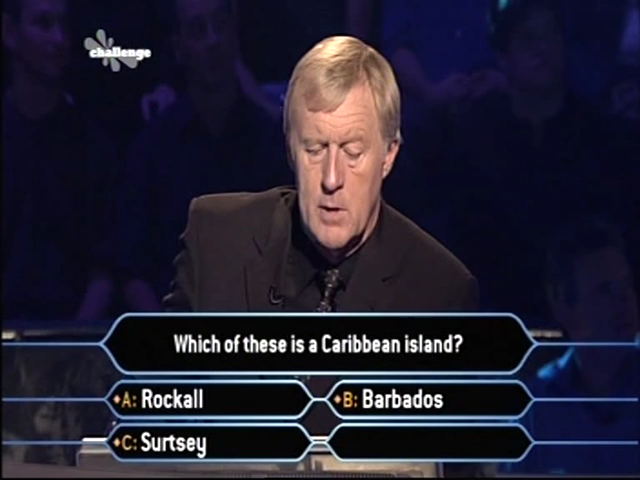 challenge
Which of these is a Caribbean island?
A: Rockall
B: Barbados
C: Surtsey